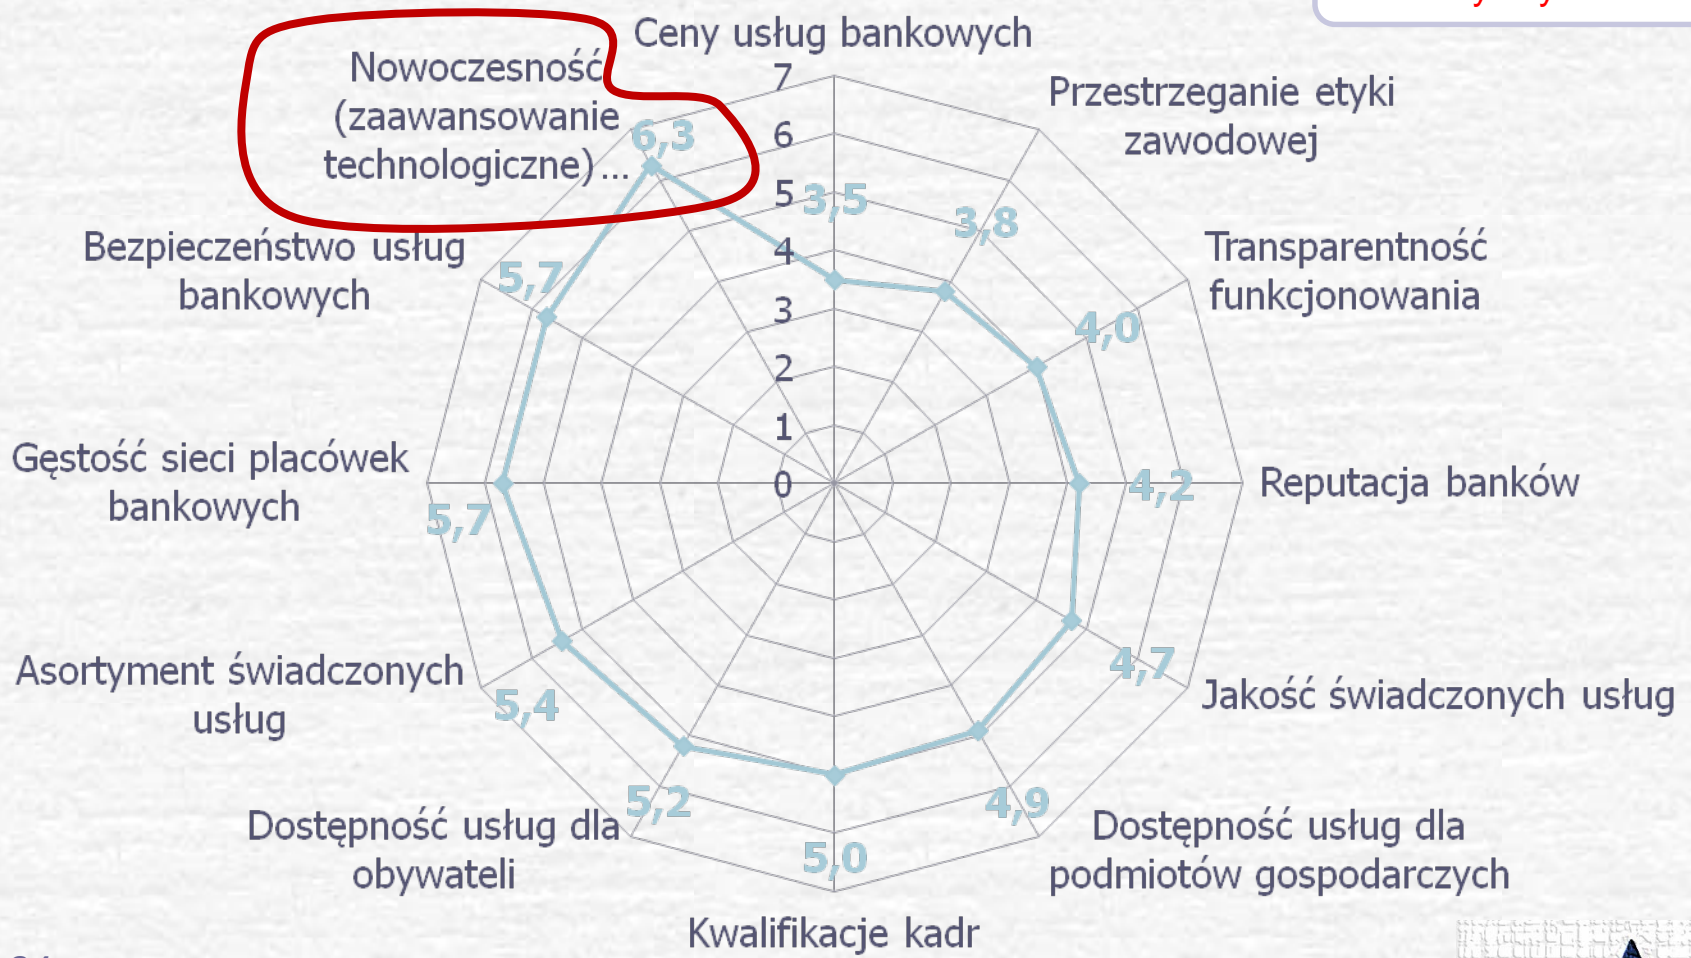 Ceny usług bankowych
Nowoczesność
(zaawansowanie
technologiczne)...
6,3
7
6
5
4
3
2
1
0
3,5
Przestrzeganie etyki
zawodowej
3,8
Transparentność
funkcjonowania
4,0
Reputacja banków
4,2
Jakość świadczonych usług
4,7
Dostępność usług dla
podmiotów gospodarczych
4,9
Kwalifikacje kadr
5,0
Dostępność usług dla
obywateli
5,2
Asortyment świadczonych
usług
5,4
Gęstość sieci placówek
bankowych
5,7
Bezpieczeństwo usług
bankowych
5,7